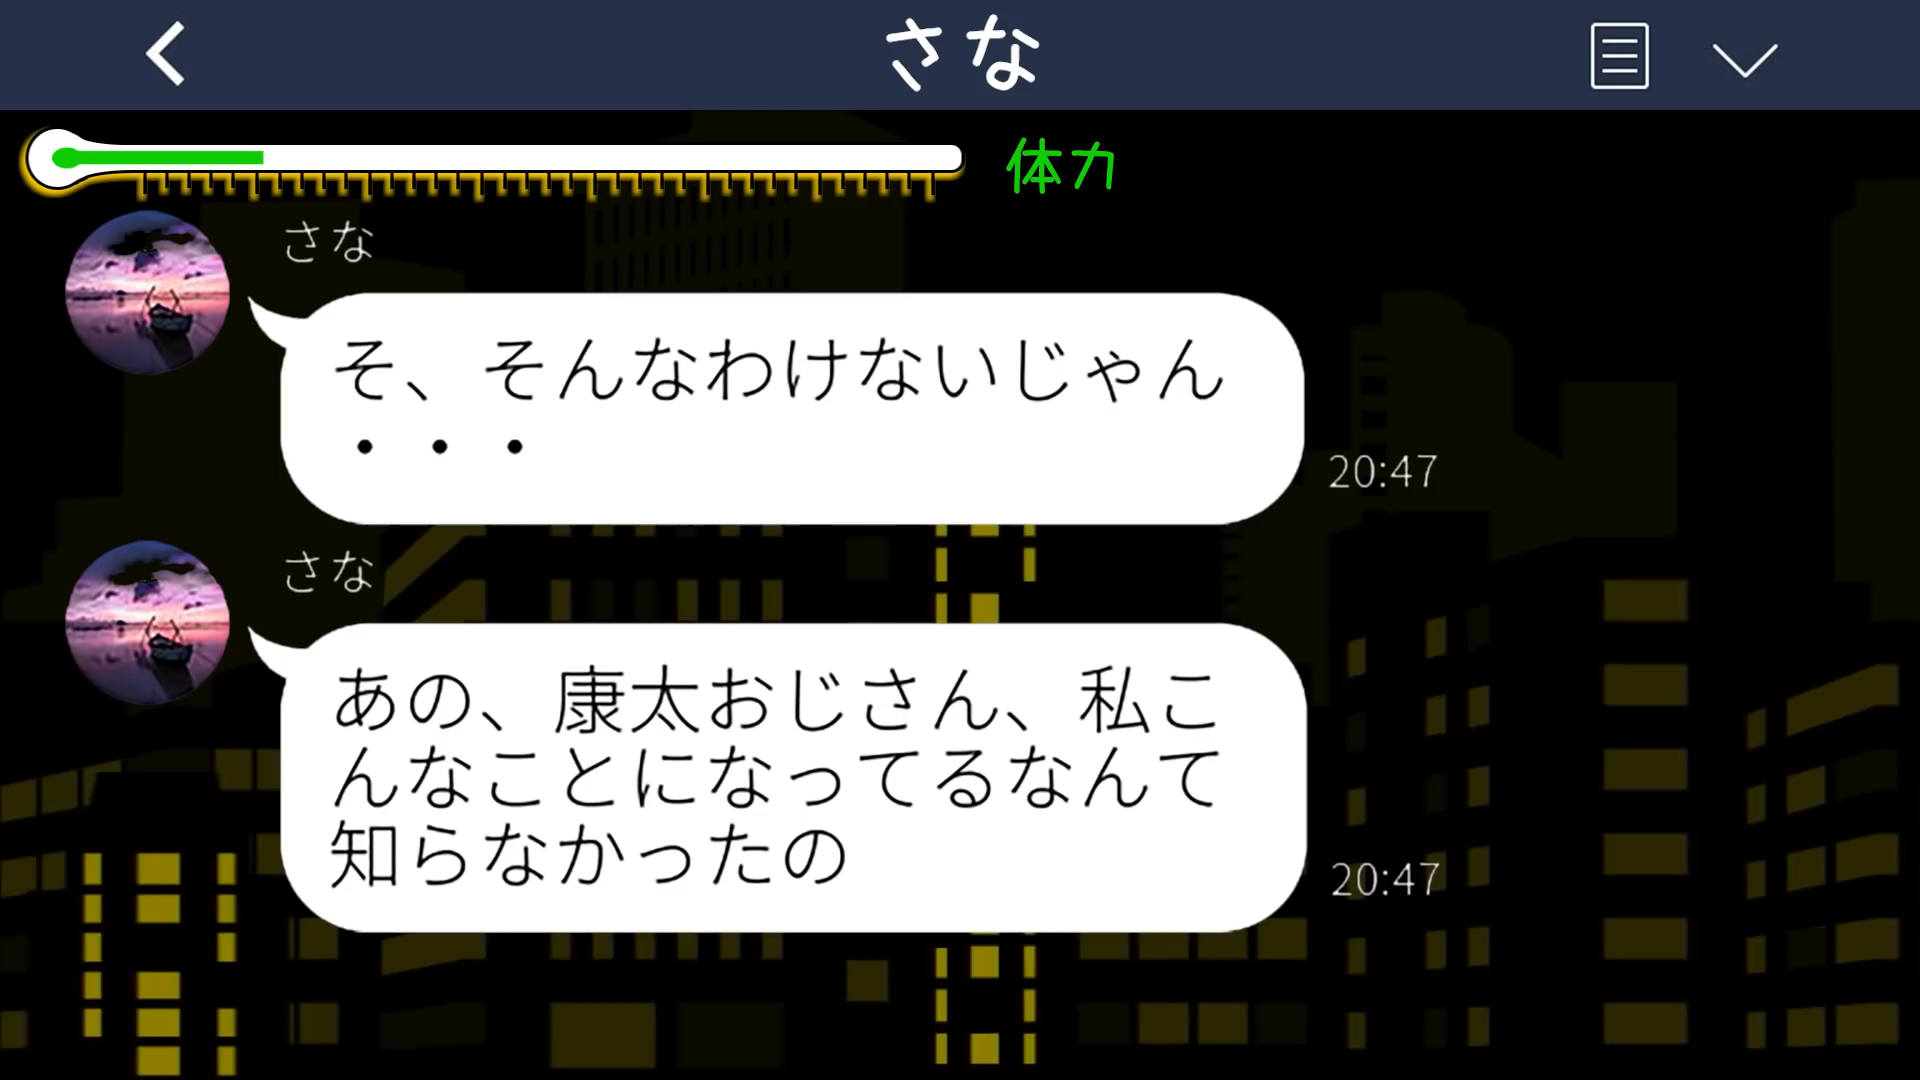 さな
体力
さな
そ、そんなわけないじゃん
・・・
20:47
さな
あの、康太おじさん、私こ
んなことになってるなんて
知らなかったの
20:47